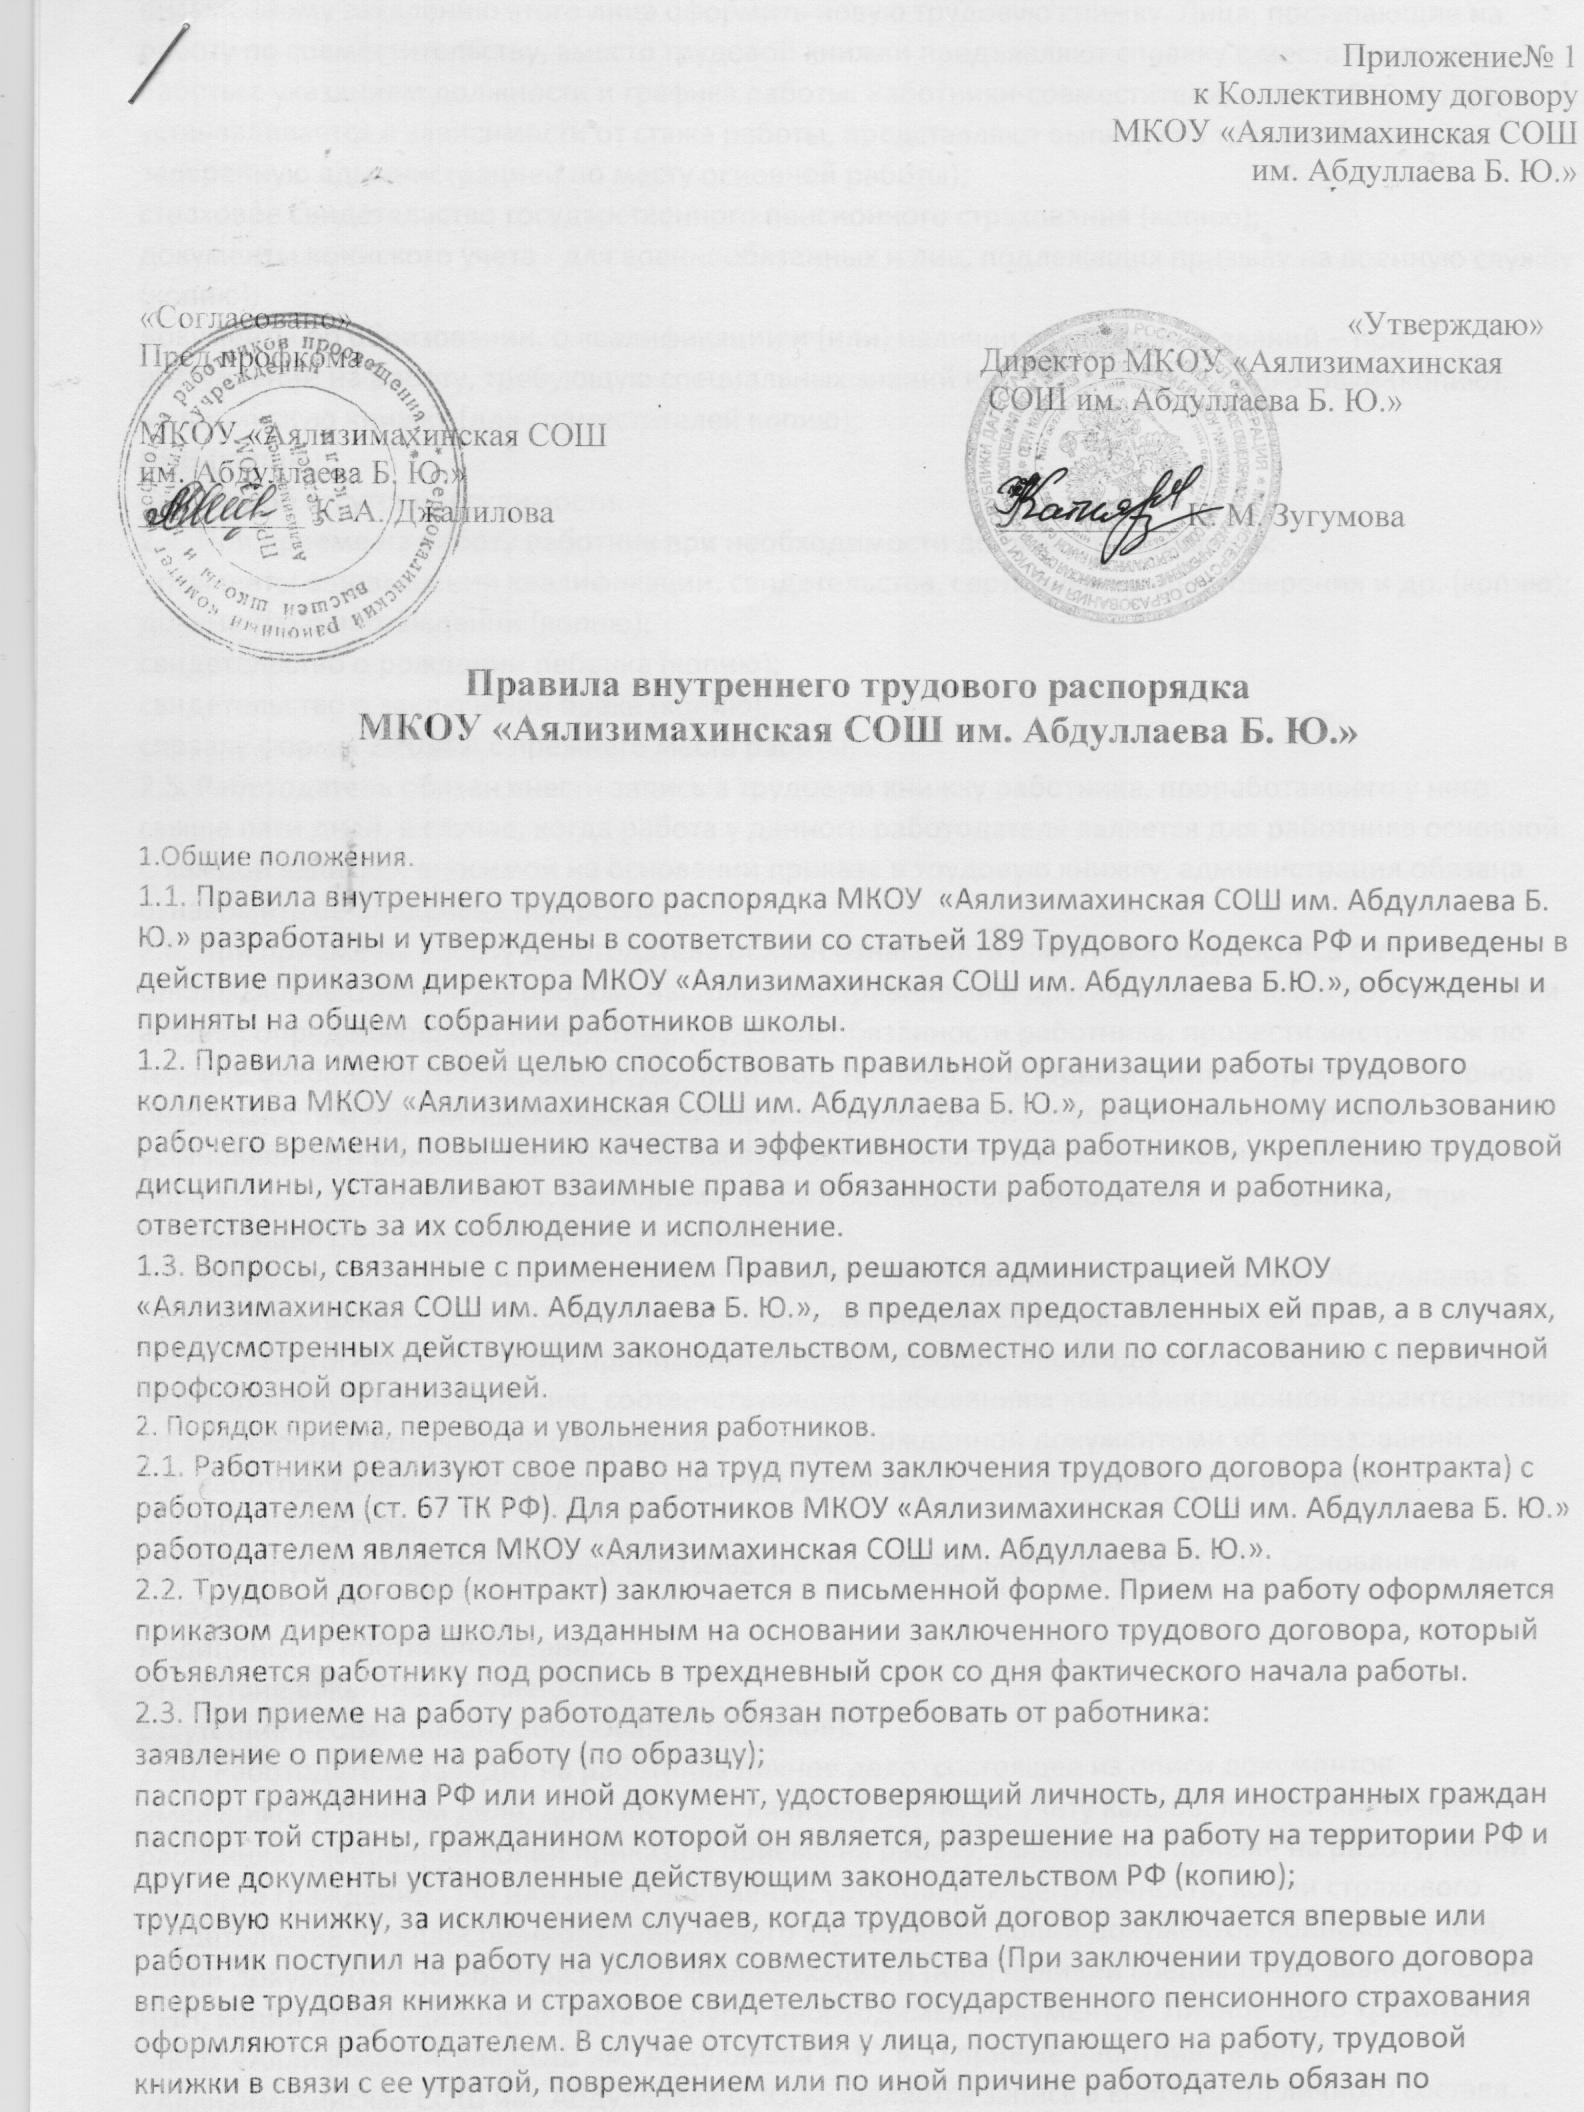 Приложение№ 1
к Коллективному договору
МКОУ «Аялизимахинская СОШ
им. Абдуллаева Б. Ю.»
«Согласовано»
Пред.профкома
МКОУ «Аялизимахинская СОШ
им. Абдуллаева Б. Ю.»
К. А. Джалилова
«Утверждаю»
Директор МКОУ «Аялизимахинская
СОШ им. Абдуллаева Б. Ю.»
К. М. Зугумова
Правила внутреннего трудового распорядка
МКОУ «Аялизимахинская СОШ им. Абдуллаева Б. Ю.»
1.Общие положения.
1.1. Правила внутреннего трудового распорядка МКОУ «Аялизимахинская СОШ им. Абдуллаева Б.
Ю.» разработаны и утверждены в соответствии со статьей 189 Трудового Кодекса РФ и приведены в
действие приказом директора МКОУ «Аялизимахинская СОШ им. Абдуллаева Б.Ю.», обсуждены и
приняты на общем собрании работников школы.
1.2. Правила имеют своей целью способствовать правильной организации работы трудового
коллектива МКОУ «Аялизимахинская СОШ им. Абдуллаева Б. Ю.», рациональному использованию
рабочего времени, повышению качества и эффективности труда работников, укреплению трудовой
дисциплины, устанавливают взаимные права и обязанности работодателя и работника,
ответственность за их соблюдение и исполнение.
1.3. Вопросы, связанные с применением Правил, решаются администрацией МКОУ
«Аялизимахинская СОШ им. Абдуллаева Б. Ю.», в пределах предоставленных ей прав, а в случаях,
предусмотренных действующим законодательством, совместно или по согласованию с первичной
профсоюзной организацией.
2. Порядок приема, перевода и увольнения работников.
2.1. Работники реализуют свое право на труд путем заключения трудового договора (контракта) с
работодателем (ст. 67 ТК РФ). Для работников МКОУ «Аялизимахинская СОШ им. Абдуллаева Б. Ю.»
работодателем является МКОУ «Аялизимахинская СОШ им. Абдуллаева Б. Ю.».
2.2. Трудовой договор (контракт) заключается в письменной форме. Прием на работу оформляется
приказом директора школы, изданным на основании заключенного трудового договора, который
объявляется работнику под роспись в трехдневный срок со дня фактического начала работы.
2.3. При приеме на работу работодатель обязан потребовать от работника:
заявление о приеме на работу (по образцу);
паспорт гражданина РФ или иной документ, удостоверяющий личность, для иностранных граждан
паспорт той страны, гражданином которой он является, разрешение на работу на территории РФ и
другие документы установленные действующим законодательством РФ (копию);
трудовую книжку, за исключением случаев, когда трудовой договор заключается впервые или
работник поступил на работу на условиях совместительства (При заключении трудового договора
впервые трудовая книжка и страховое свидетельство государственного пенсионного страхования
оформляются работодателем. В случае отсутствия у лица, поступающего на работу, трудовой
книжки в связи с ее утратой, повреждением или по иной причине работодатель обязан по